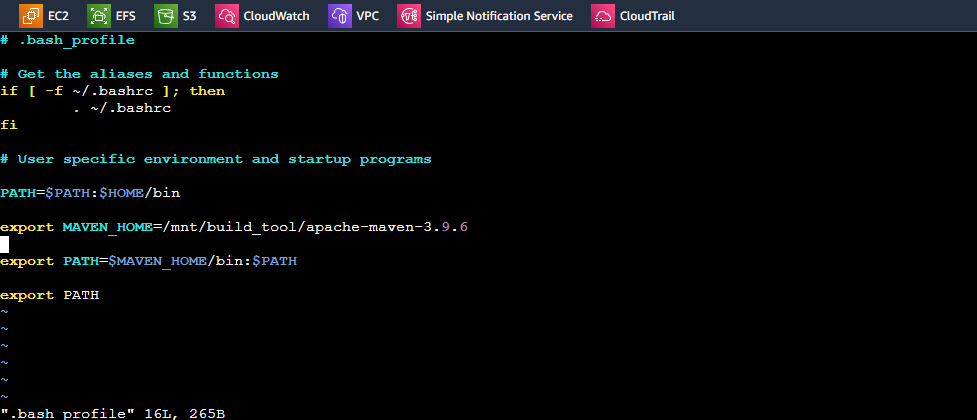 EC2 EFS S3 CloudWatch VPC Simple Notification Service CloudTrail
# .bash_profile
# Get the aliases and functions
if [ -f ~/.bashrc ]; then
        . ~/.bashrc
fi
# User specific environment and startup programs
PATH=$PATH:$HOME/bin
export MAVEN_HOME=/mnt/build_tool/apache-maven-3.9.6
export PATH=$MAVEN_HOME/bin:$PATH
export PATH
~
~
~
~
~
~
".bash_profile" 16L, 265B